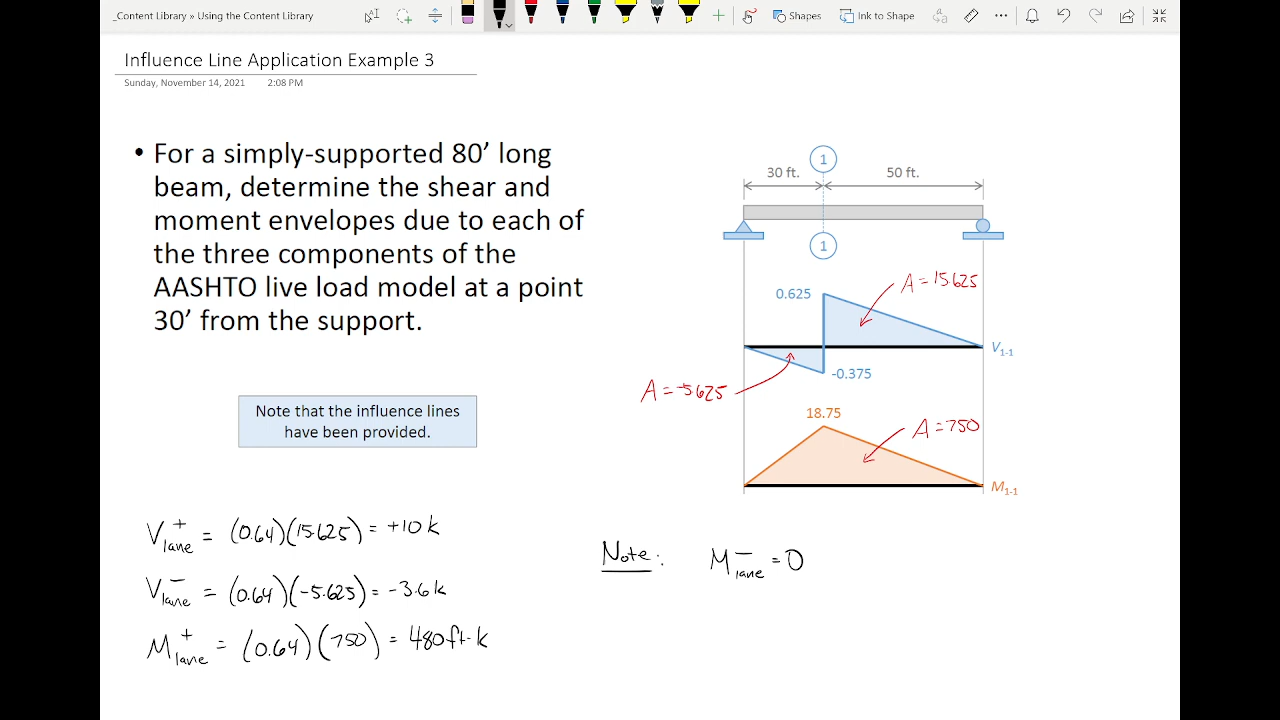 _Content Library » Using the Content Library
Shapes
Ink to Shape
Influence Line Application Example 3
Sunday, November 14, 2021 2:08 PM
• For a simply-supported 80’ long
beam, determine the shear and
moment envelopes due to each of
the three components of the
AASHTO live load model at a point
30’ from the support.
Note that the influence lines
have been provided.
1
30 ft.
50 ft.
1
0.625
A = 15.625
V1-1
-0.375
A = -5.625
18.75
A = 750
M1-1
V+lane = (0.64)(15.625) = +10 k
V−lane = (0.64)(-5.625) = -3.6 k
M+lane = (0.64)(750) = 480 ft·k
Note: M−lane = 0